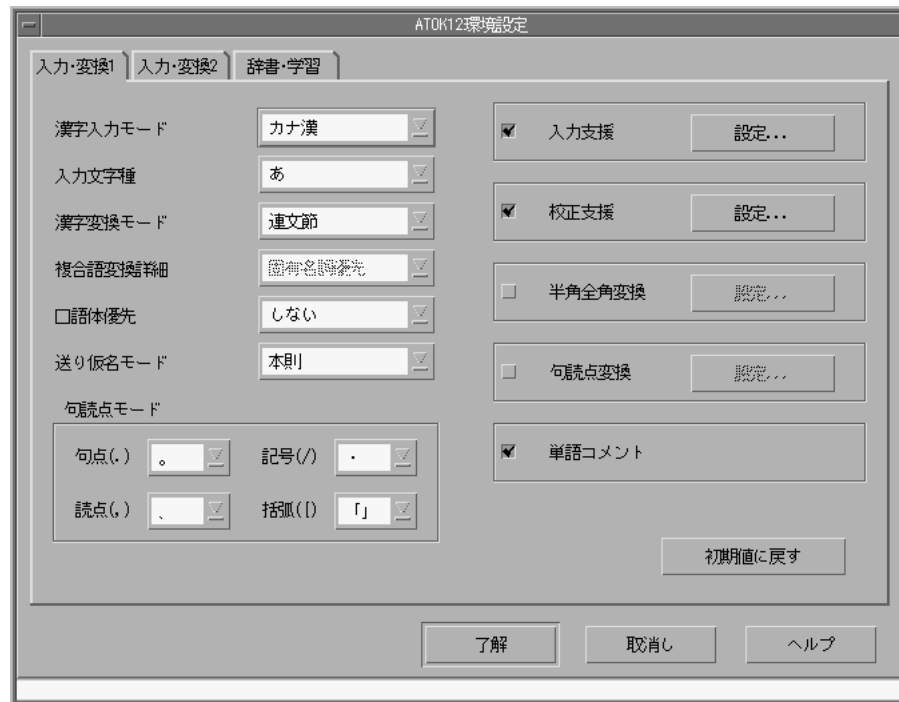 ATOK12環境設定
入力・変換1 入力・変換2 辞書・学習
漢字入力モード カナ漢
入力文字種 あ
漢字変換モード 連文節
複合語変換詳細 固有名詞優先
口語体優先 しない
送り仮名モード 本則
句読点モード
句点(.) 。 記号(/) ・
読点(,) 、 括弧([) 「」
入力支援 設定...
校正支援 設定...
半角全角変換 設定...
句読点変換 設定...
単語コメント
初期値に戻す
了解 取消し ヘルプ